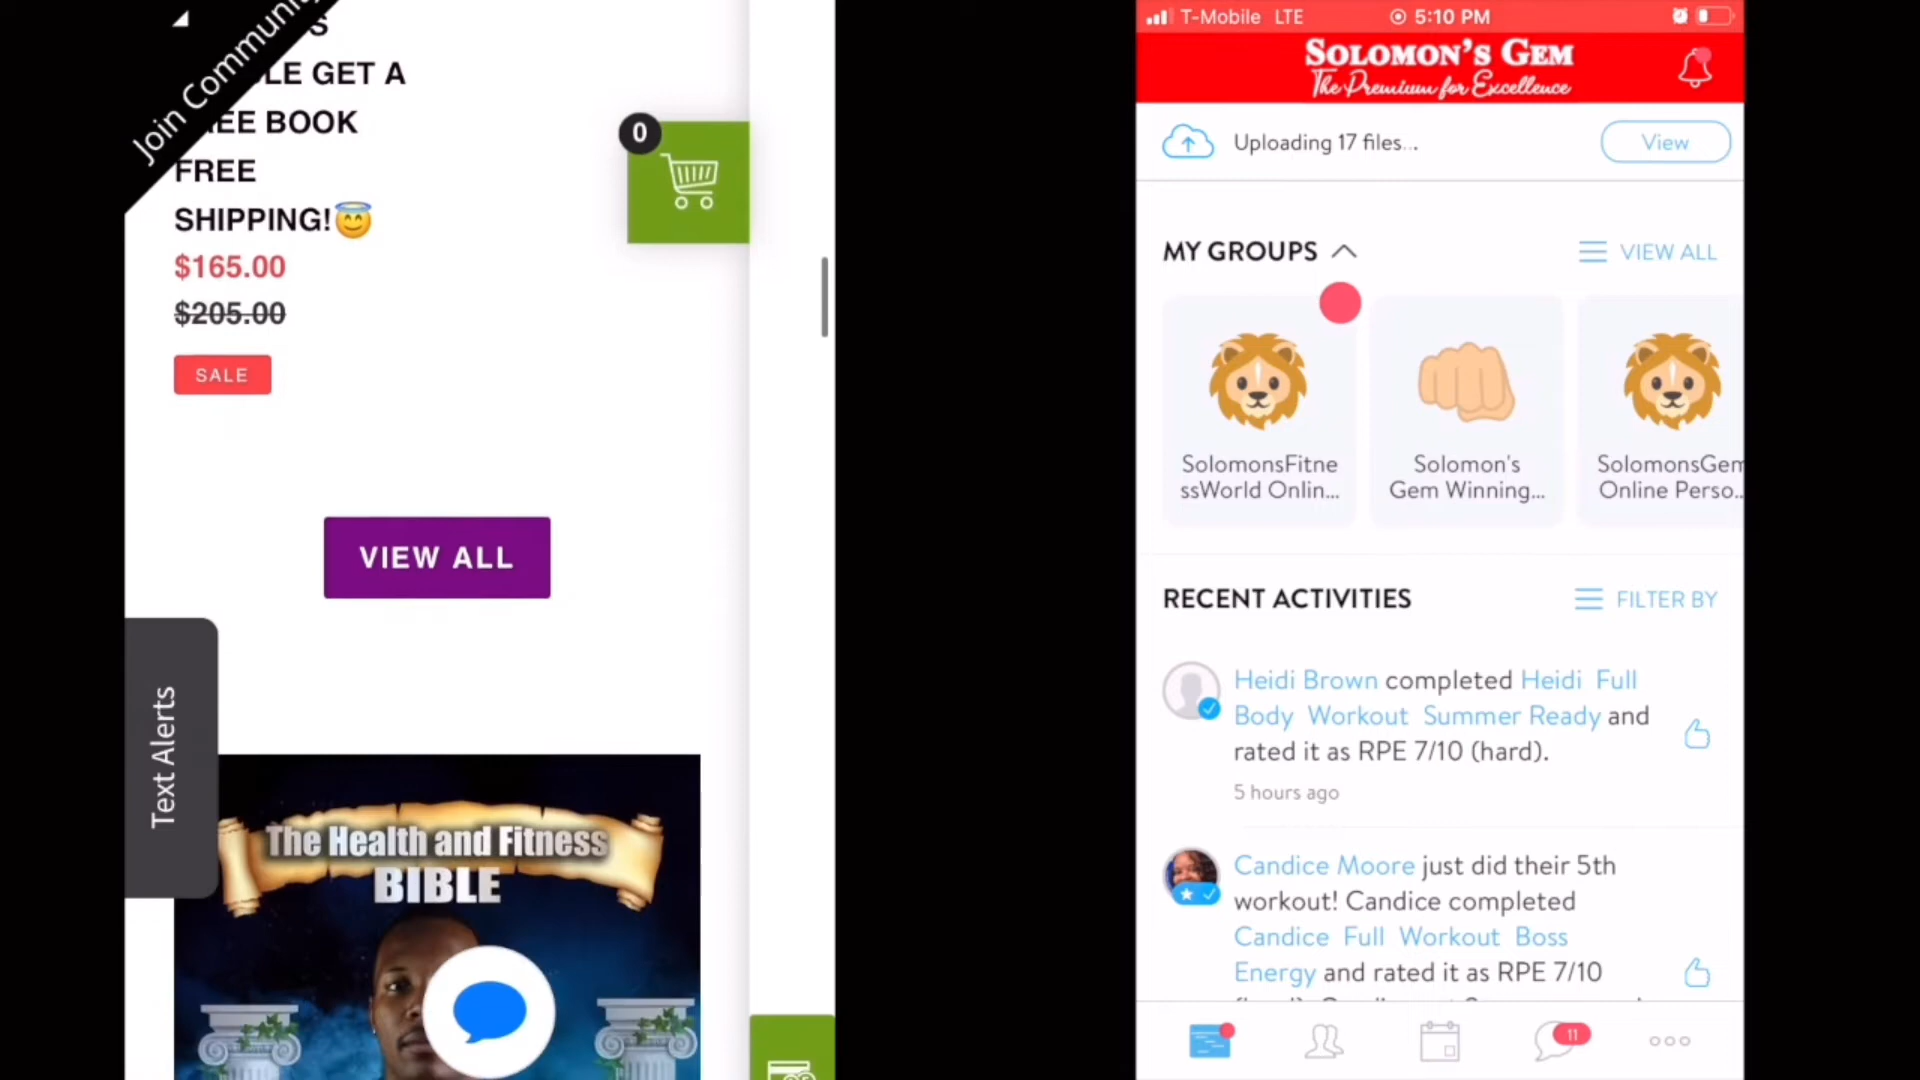 Join Community
GET A
BOOK
FREE
SHIPPING!😇
$165.00
$205.00
SALE
0
VIEW ALL
Text Alerts
The Health and Fitness
BIBLE
T-Mobile LTE
5:10 PM
SOLOMON'S GEM
The Premium for Excellence
Uploading 17 files...
View
MY GROUPS
VIEW ALL
SolomonsFitne
ssWorld Onlin...
Solomon's
Gem Winning...
SolomonsGem
Online Perso...
RECENT ACTIVITIES
FILTER BY
Heidi Brown completed Heidi Full
Body Workout Summer Ready and
rated it as RPE 7/10 (hard).
5 hours ago
Candice Moore just did their 5th
workout! Candice completed
Candice Full Workout Boss
Energy and rated it as RPE 7/10
11